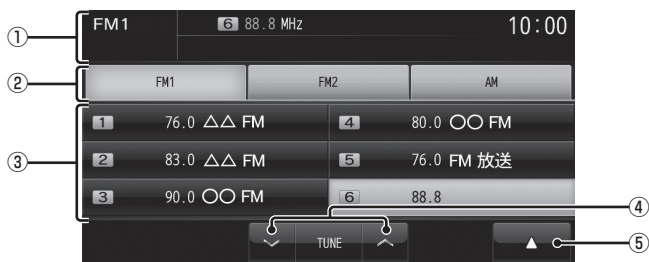 FM1 6 88.8 MHz 10:00
FM1 FM2 AM
1 76.0 △△ FM 4 80.0 ○○ FM
2 83.0 △△ FM 5 76.0 FM 放送
3 90.0 ○○ FM 6 88.8
TUNE
①
②
③
④
⑤